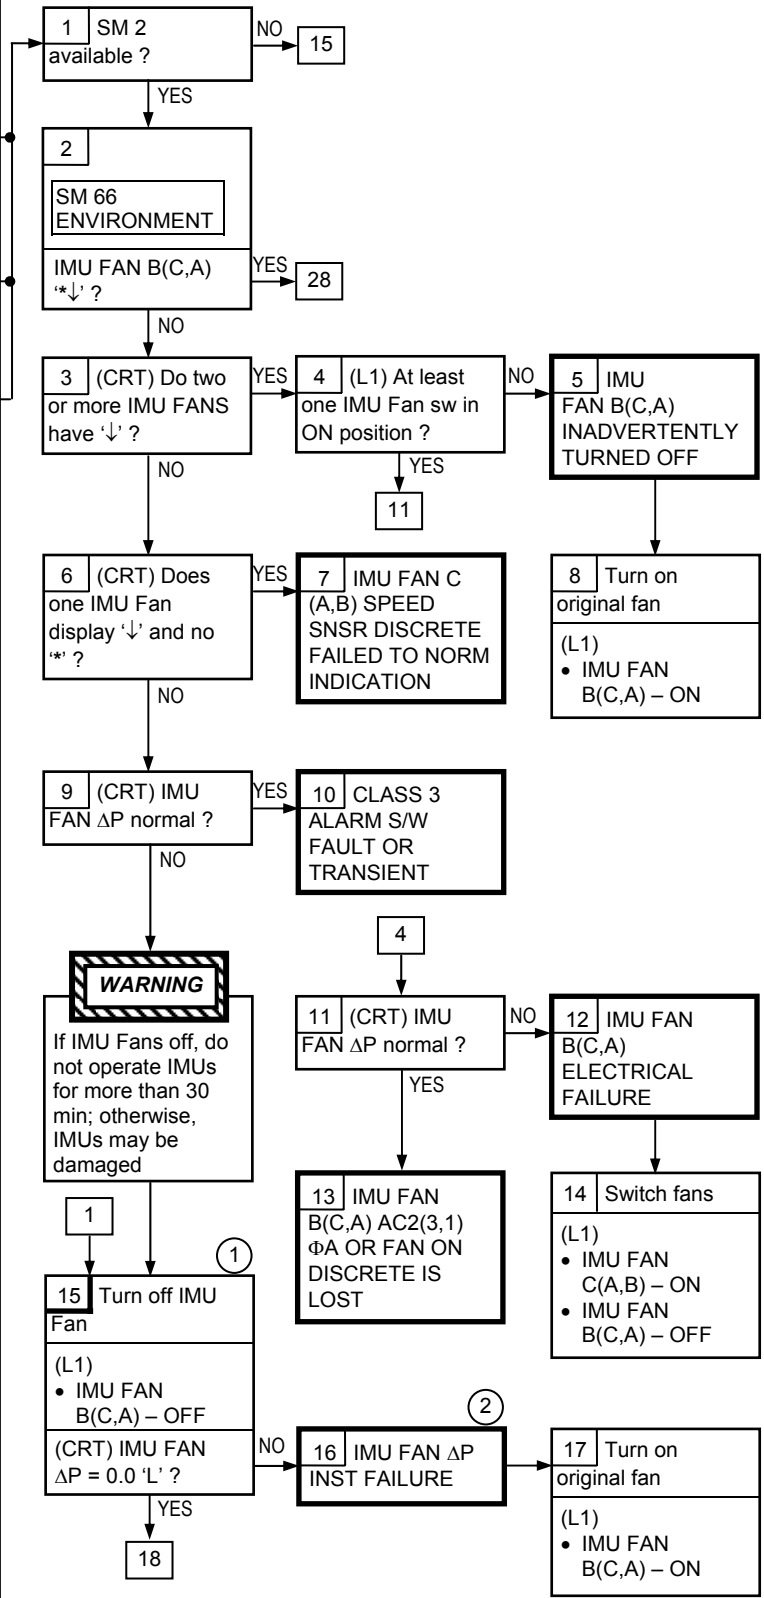 1 SM 2
available ?
NO
15
YES
2
SM 66
ENVIRONMENT
IMU FAN B(C,A)
‘*↓’ ?
YES
28
NO
3 (CRT) Do two
or more IMU FANS
have ‘↓’ ?
YES
4 (L1) At least
one IMU Fan sw in
ON position ?
NO
5 IMU
FAN B(C,A)
INADVERTENTLY
TURNED OFF
NO
YES
11
6 (CRT) Does
one IMU Fan
display ‘↓’ and no
‘*’ ?
YES
7 IMU FAN C
(A,B) SPEED
SNSR DISCRETE
FAILED TO NORM
INDICATION
8 Turn on
original fan
(L1)
• IMU FAN
B(C,A) – ON
NO
9 (CRT) IMU
FAN ΔP normal ?
YES
10 CLASS 3
ALARM S/W
FAULT OR
TRANSIENT
NO
WARNING
If IMU Fans off, do
not operate IMUs
for more than 30
min; otherwise,
IMUs may be
damaged
4
11 (CRT) IMU
FAN ΔP normal ?
NO
12 IMU FAN
B(C,A)
ELECTRICAL
FAILURE
YES
13 IMU FAN
B(C,A) AC2(3,1)
ΦA OR FAN ON
DISCRETE IS
LOST
14 Switch fans
(L1)
• IMU FAN
C(A,B) – ON
• IMU FAN
B(C,A) – OFF
1
1
15 Turn off IMU
Fan
(L1)
• IMU FAN
B(C,A) – OFF
(CRT) IMU FAN
ΔP = 0.0 ‘L’ ?
NO
2
16 IMU FAN ΔP
INST FAILURE
17 Turn on
original fan
(L1)
• IMU FAN
B(C,A) – ON
YES
18